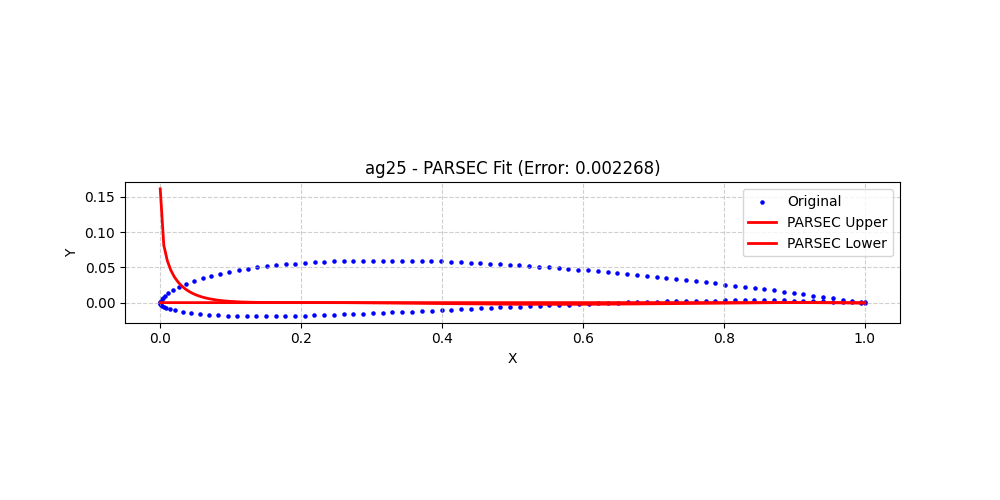 ag25 - PARSEC Fit (Error: 0.002268)
Original
PARSEC Upper
PARSEC Lower
Y
0.15
0.10
0.05
0.00
0.0 0.2 0.4 0.6 0.8 1.0
X